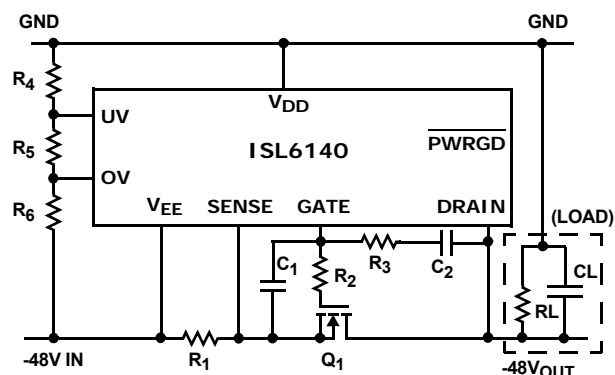 GND
GND
R4
VDD
UV
R5
ISL6140
PWRGD
OV
R6
VEE
SENSE
GATE
DRAIN
(LOAD)
C1
R2
R3
C2
CL
RL
-48V IN
R1
Q1
-48VOUT